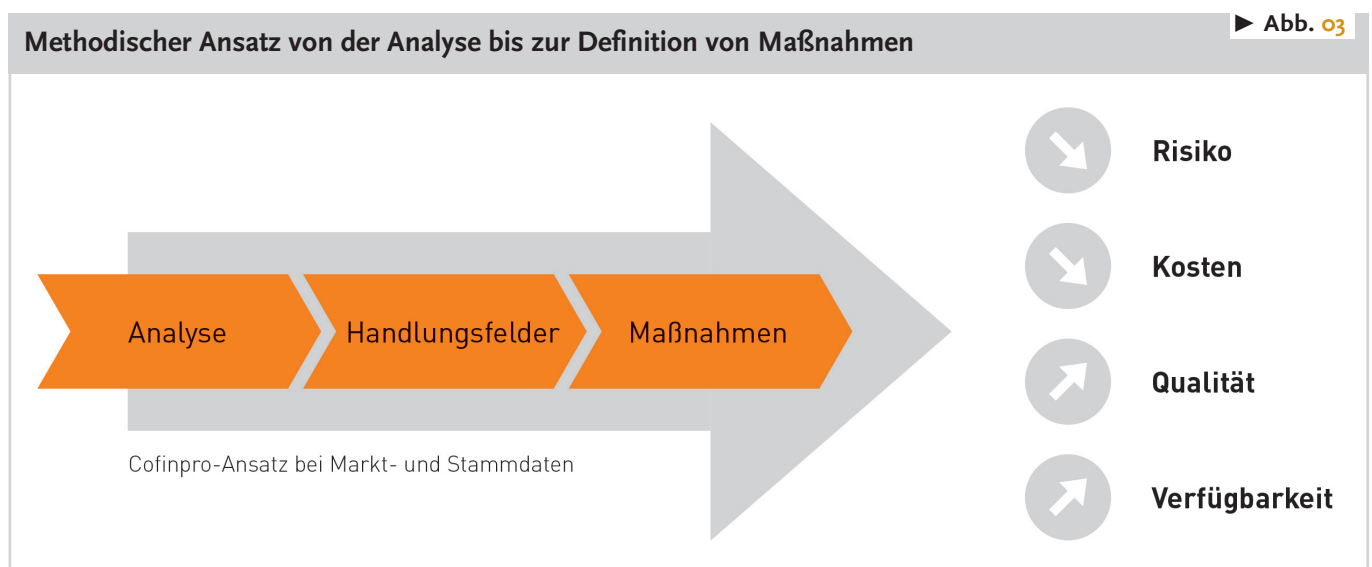 ► Abb. 03
Methodischer Ansatz von der Analyse bis zur Definition von Maßnahmen
Analyse
Handlungsfelder
Maßnahmen
Cofinpro-Ansatz bei Markt- und Stammdaten
Risiko
Kosten
Qualität
Verfügbarkeit